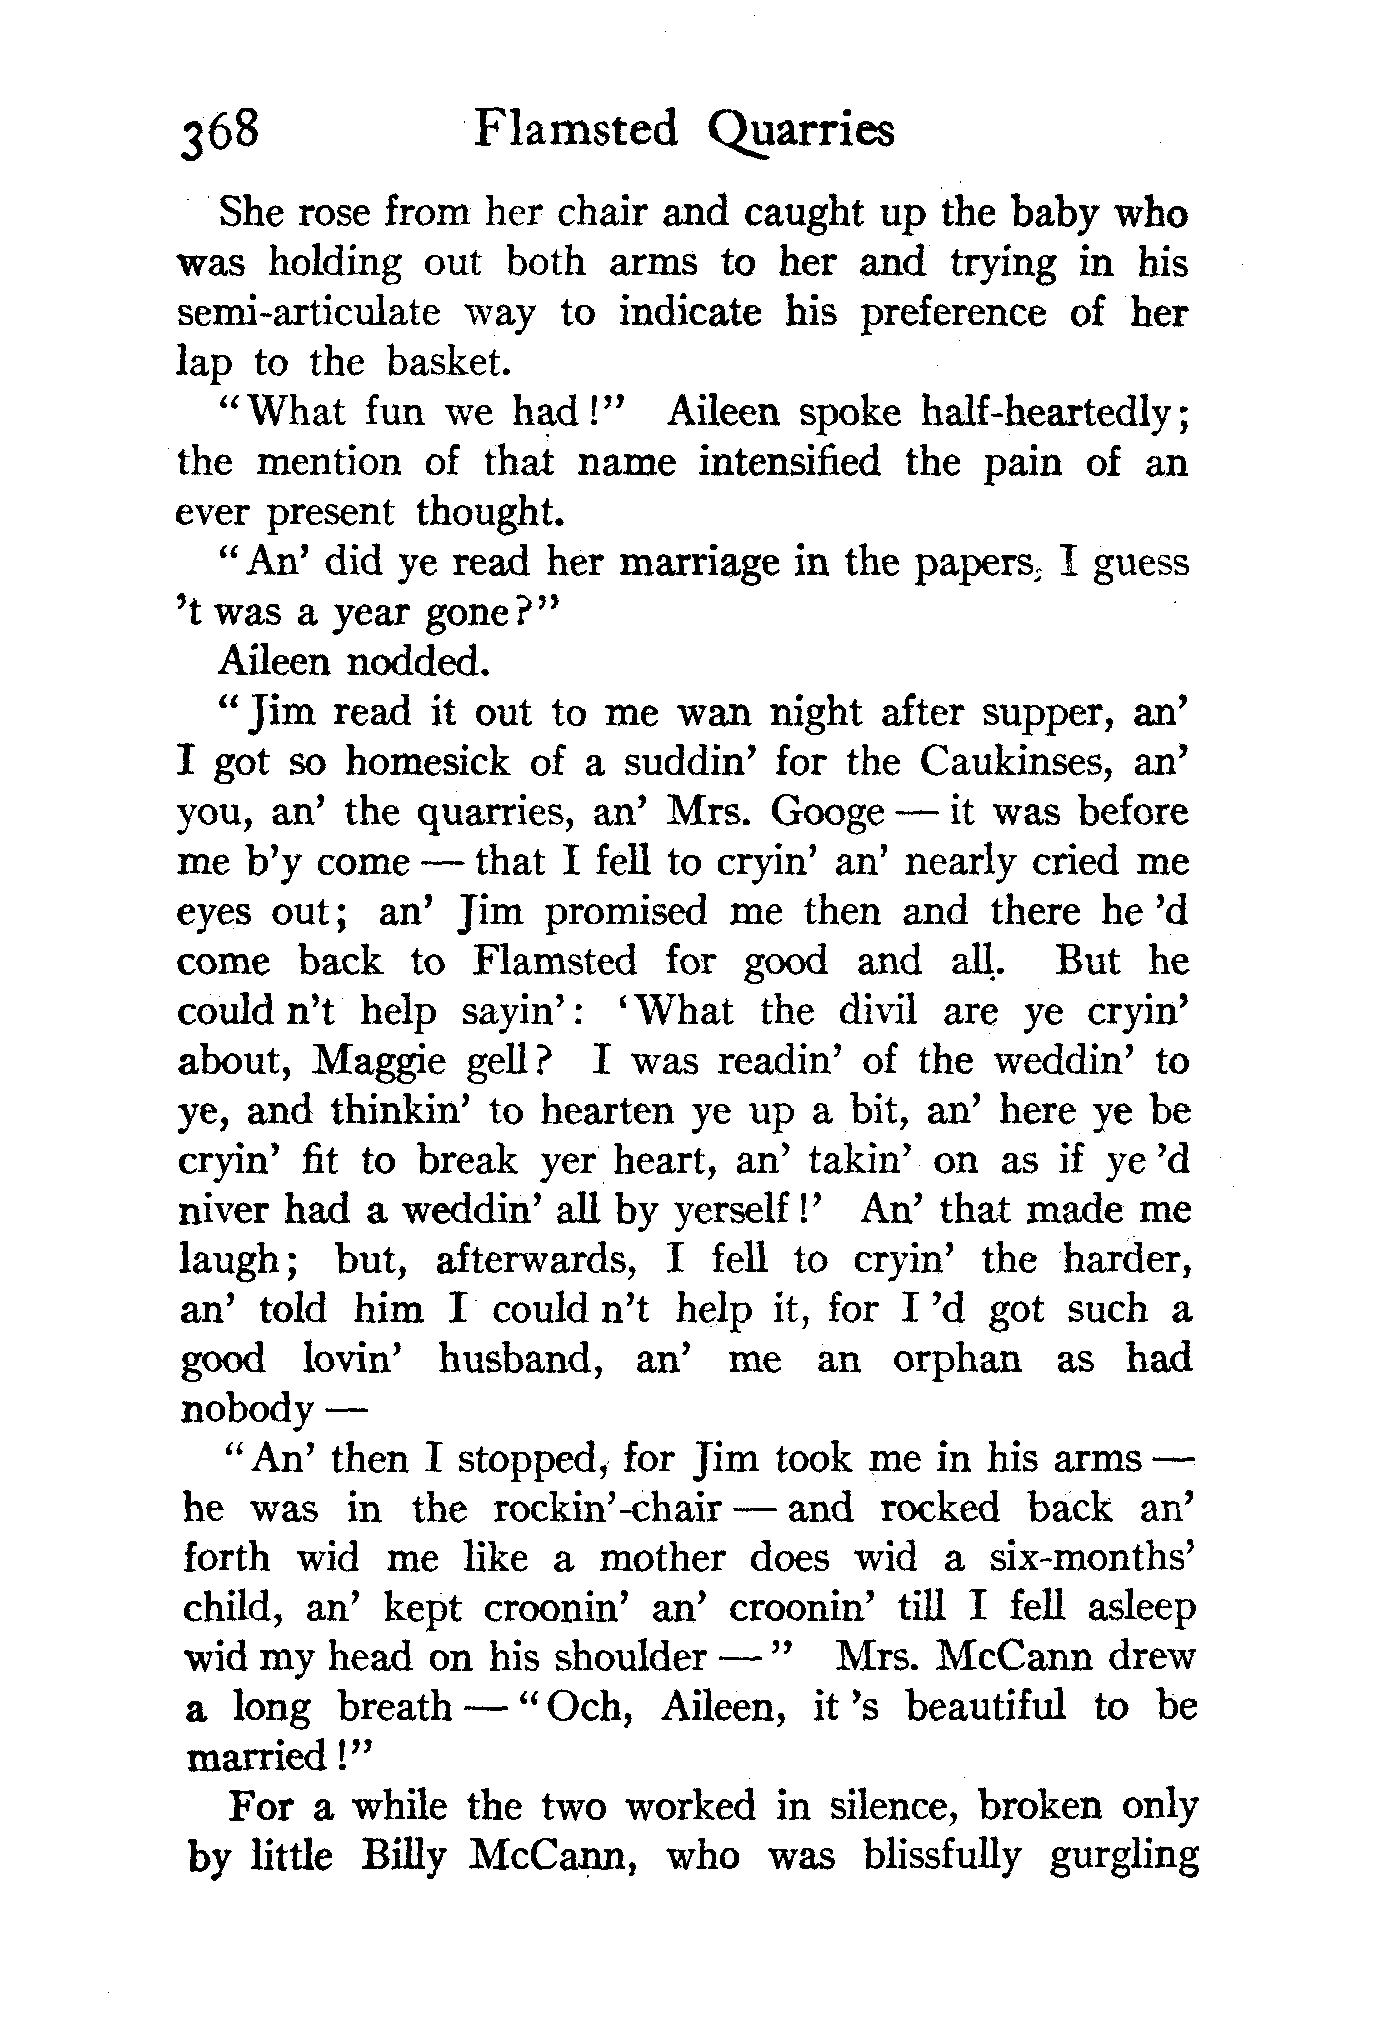 368 Flamsted Quarries
She rose from her chair and caught up the baby who
was holding out both arms to her and trying in his
semi-articulate way to indicate his preference of her
lap to the basket.
"What fun we had!" Aileen spoke half-heartedly;
the mention of that name intensified the pain of an
ever present thought.
"An' did ye read her marriage in the papers, I guess
't was a year gone?"
Aileen nodded.
"Jim read it out to me wan night after supper, an'
I got so homesick of a suddin' for the Caukinses, an'
you, an' the quarries, an' Mrs. Googe — it was before
me b'y come — that I fell to cryin' an' nearly cried me
eyes out; an' Jim promised me then and there he 'd
come back to Flamsted for good and all. But he
could n't help sayin': 'What the divil are ye cryin'
about, Maggie gell? I was readin' of the weddin' to
ye, and thinkin' to hearten ye up a bit, an' here ye be
cryin' fit to break yer heart, an' takin' on as if ye 'd
niver had a weddin' all by yerself!' An' that made me
laugh; but, afterwards, I fell to cryin' the harder,
an' told him I could n't help it, for I 'd got such a
good lovin' husband, an' me an orphan as had
nobody —
"An' then I stopped, for Jim took me in his arms —
he was in the rockin'-chair — and rocked back an'
forth wid me like a mother does wid a six-months'
child, an' kept croonin' an' croonin' till I fell asleep
wid my head on his shoulder —" Mrs. McCann drew
a long breath — "Och, Aileen, it 's beautiful to be
married!"
For a while the two worked in silence, broken only
by little Billy McCann, who was blissfully gurgling